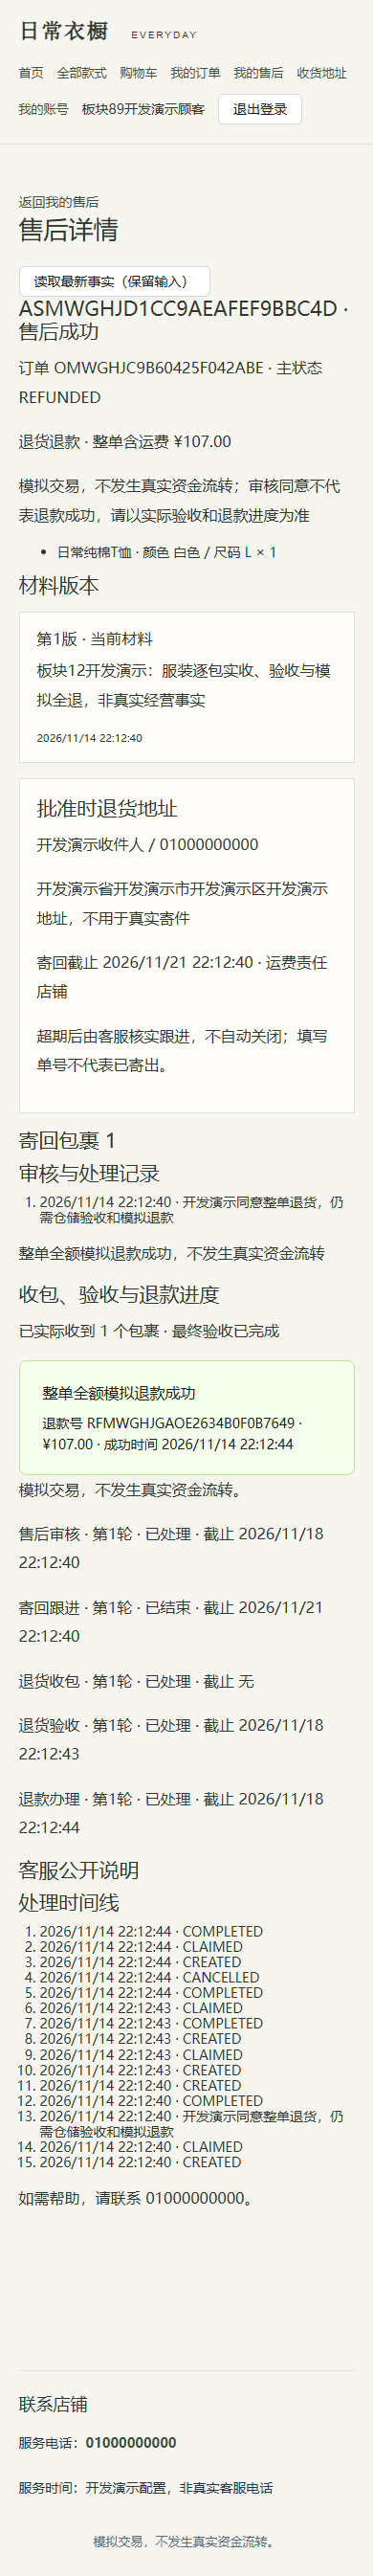 日常衣橱 EVERYDAY
首页 全部款式 购物车 我的订单 我的售后 收货地址
我的账号 板块89开发演示顾客 退出登录
返回我的售后
售后详情
读取最新事实（保留输入）
ASMWGHJD1CC9AEAFEF9BBC4D ·
售后成功
订单 OMWGHJC9B60425F042ABE · 主状态
REFUNDED
退货退款 · 整单含运费 ¥107.00
模拟交易，不发生真实资金流转；审核同意不代
表退款成功，请以实际验收和退款进度为准
• 日常纯棉T恤 · 颜色 白色 / 尺码 L × 1
材料版本
第1版 · 当前材料
板块12开发演示：服装逐包实收、验收与模
拟全退，非真实经营事实
2026/11/14 22:12:40
批准时退货地址
开发演示收件人 / 01000000000
开发演示省开发演示市开发演示区开发演示
地址，不用于真实寄件
寄回截止 2026/11/21 22:12:40 · 运费责任
店铺
超期后由客服核实跟进，不自动关闭；填写
单号不代表已寄出。
寄回包裹 1
审核与处理记录
1. 2026/11/14 22:12:40 · 开发演示同意整单退货，仍
需仓储验收和模拟退款
整单全额模拟退款成功，不发生真实资金流转
收包、验收与退款进度
已实际收到 1 个包裹 · 最终验收已完成
整单全额模拟退款成功
退款号 RFMWGHJGAOE2634B0F0B7649 ·
¥107.00 · 成功时间 2026/11/14 22:12:44
模拟交易，不发生真实资金流转。
售后审核 · 第1轮 · 已处理 · 截止 2026/11/18
22:12:40
寄回跟进 · 第1轮 · 已结束 · 截止 2026/11/21
22:12:40
退货收包 · 第1轮 · 已处理 · 截止 无
退货验收 · 第1轮 · 已处理 · 截止 2026/11/18
22:12:43
退款办理 · 第1轮 · 已处理 · 截止 2026/11/18
22:12:44
客服公开说明
处理时间线
1. 2026/11/14 22:12:44 · COMPLETED
2. 2026/11/14 22:12:44 · CLAIMED
3. 2026/11/14 22:12:44 · CREATED
4. 2026/11/14 22:12:44 · CANCELLED
5. 2026/11/14 22:12:44 · COMPLETED
6. 2026/11/14 22:12:43 · CLAIMED
7. 2026/11/14 22:12:43 · COMPLETED
8. 2026/11/14 22:12:43 · CREATED
9. 2026/11/14 22:12:43 · CLAIMED
10. 2026/11/14 22:12:43 · CREATED
11. 2026/11/14 22:12:40 · CREATED
12. 2026/11/14 22:12:40 · COMPLETED
13. 2026/11/14 22:12:40 · 开发演示同意整单退货，仍
需仓储验收和模拟退款
14. 2026/11/14 22:12:40 · CLAIMED
15. 2026/11/14 22:12:40 · CREATED
如需帮助，请联系 01000000000。
联系店铺
服务电话：01000000000
服务时间：开发演示配置，非真实客服电话
模拟交易，不发生真实资金流转。